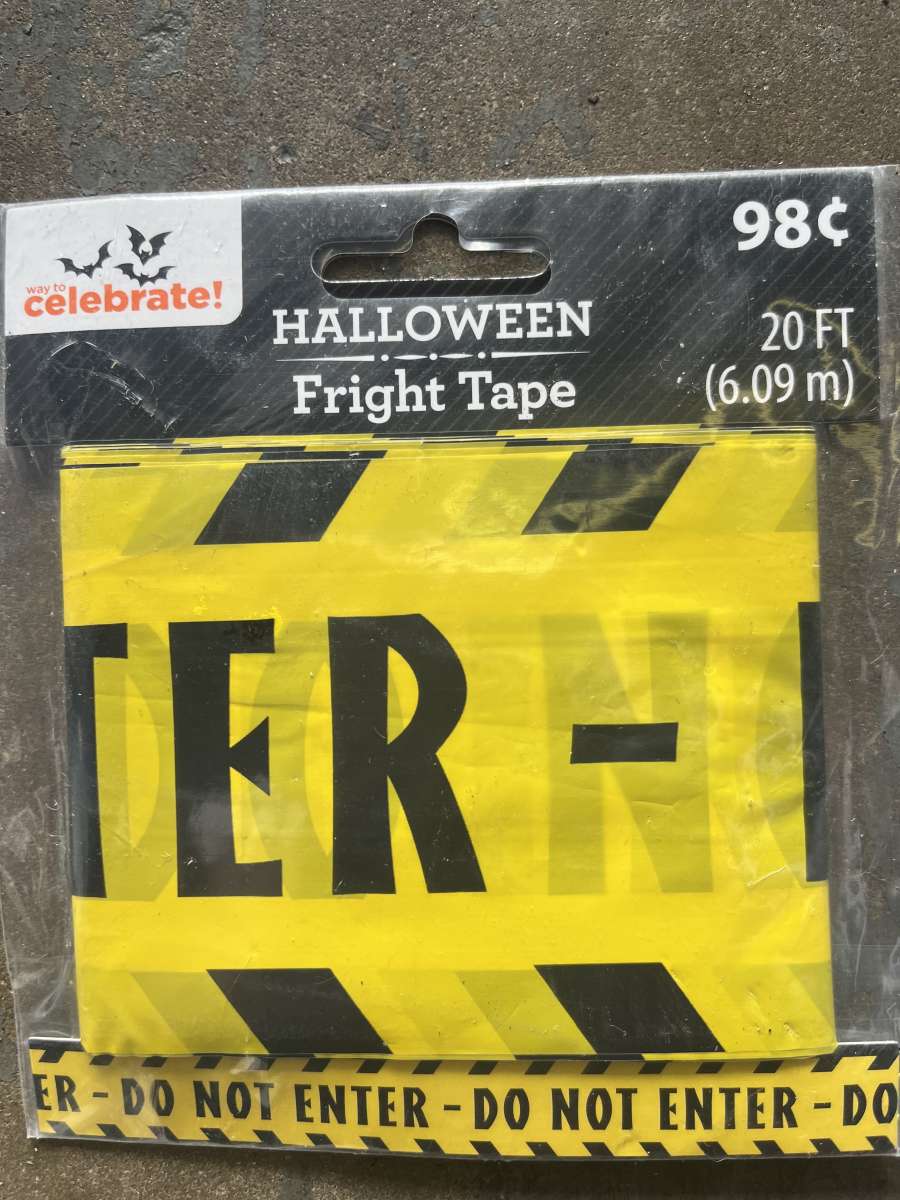 way to
celebrate!
98¢
HALLOWEEN
Fright Tape
20 FT
(6.09 m)
TER -
ER - DO NOT ENTER - DO NOT ENTER - DO